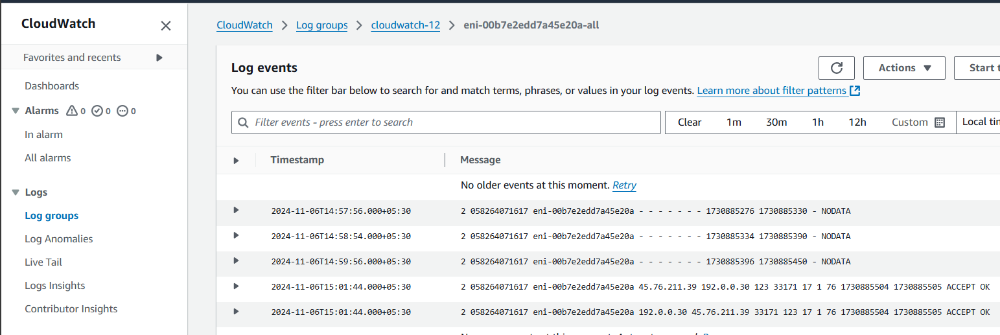 CloudWatch
CloudWatch > Log groups > cloudwatch-12 > eni-00b7e2edd7a45e20a-all
Favorites and recents
Dashboards
Alarms 0 0 0
In alarm
All alarms
Logs
Log groups
Log Anomalies
Live Tail
Logs Insights
Contributor Insights
Log events
Actions
Start
You can use the filter bar below to search for and match terms, phrases, or values in your log events. Learn more about filter patterns
Filter events - press enter to search
Clear 1m 30m 1h 12h Custom Local
Timestamp Message
No older events at this moment. Retry
2024-11-06T14:57:56.000+05:30 2 058264071617 eni-00b7e2edd7a45e20a - - - - - - - 1730885276 1730885330 - NODATA
2024-11-06T14:58:54.000+05:30 2 058264071617 eni-00b7e2edd7a45e20a - - - - - - - 1730885334 1730885390 - NODATA
2024-11-06T14:59:56.000+05:30 2 058264071617 eni-00b7e2edd7a45e20a - - - - - - - 1730885396 1730885450 - NODATA
2024-11-06T15:01:44.000+05:30 2 058264071617 eni-00b7e2edd7a45e20a 45.76.211.39 192.0.0.30 123 33171 17 1 76 1730885504 1730885505 ACCEPT OK
2024-11-06T15:01:44.000+05:30 2 058264071617 eni-00b7e2edd7a45e20a 192.0.0.30 45.76.211.39 33171 123 17 1 76 1730885504 1730885505 ACCEPT OK